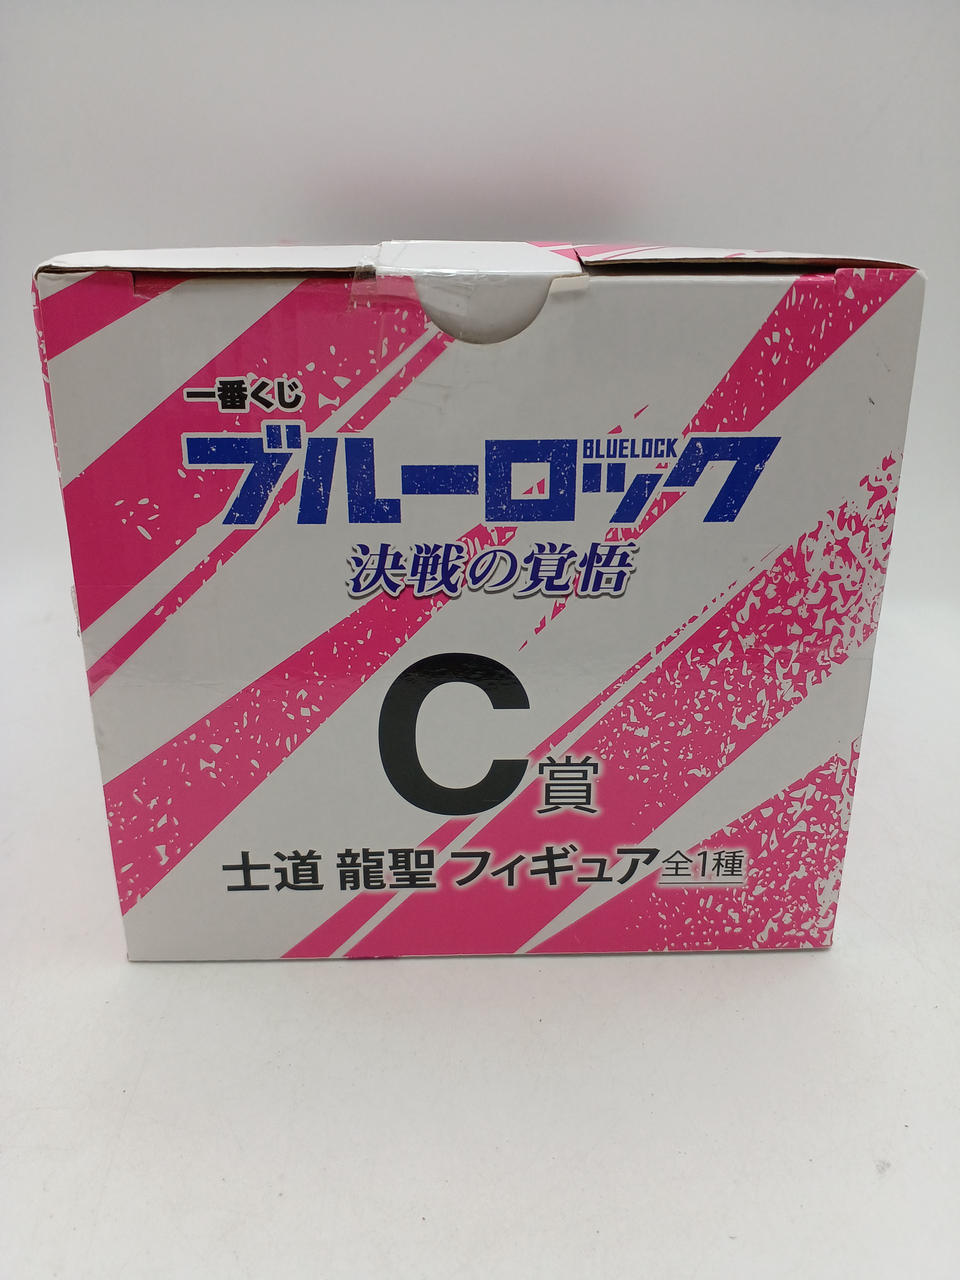 一番くじ
ブルーロック
BLUELOCK
決戦の覚悟
C賞
士道 龍聖 フィギュア 全1種